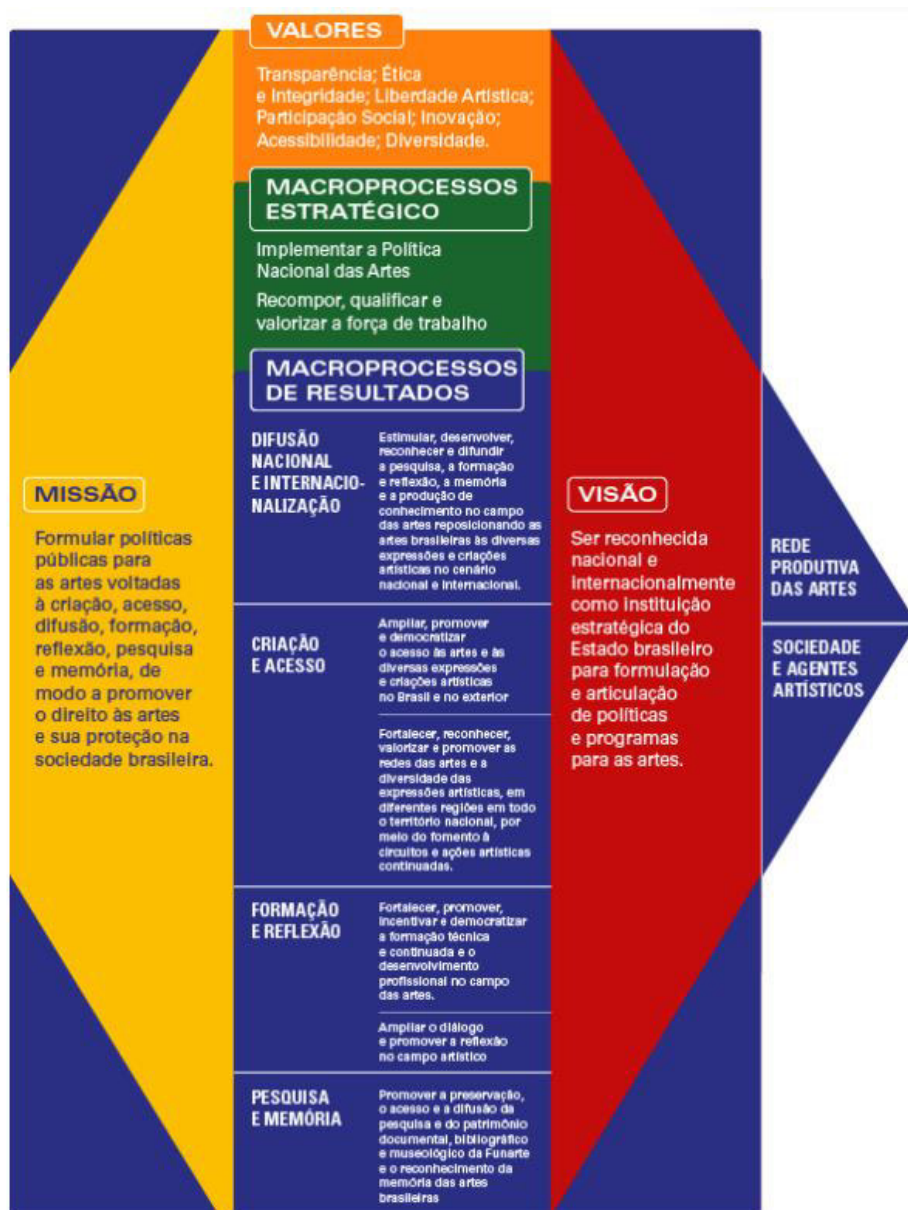 VALORES
Transparência; Ética
e Integridade; Liberdade Artística;
Participação Social; Inovação;
Acessibilidade; Diversidade.
MACROPROCESSOS
ESTRATÉGICO
Implementar a Política
Nacional das Artes
Recompor, qualificar e
valorizar a força de trabalho
MACROPROCESSOS
DE RESULTADOS
MISSÃO
Formular políticas
públicas para
as artes voltadas
à criação, acesso,
difusão, formação,
reflexão, pesquisa
e memória, de
modo a promover
o direito às artes
e sua proteção na
sociedade brasileira.
DIFUSÃO
NACIONAL
E INTERNACIO-
NALIZAÇÃO
Estimular, desenvolver,
reconhecer e difundir
a pesquisa, a formação
e reflexão, a memória
e a produção de
conhecimento no campo
das artes reposicionando as
artes brasileiras às diversas
expressões e criações
artísticas no cenário
nacional e internacional.
CRIAÇÃO
E ACESSO
Ampliar, promover
e democratizar
o acesso às artes e às
diversas expressões
e criações artísticas
no Brasil e no exterior
Fortalecer, reconhecer,
valorizar e promover as
redes das artes e a
diversidade das
expressões artísticas, em
diferentes regiões em todo
o território nacional, por
meio do fomento à
circuitos e ações artísticas
continuadas.
FORMAÇÃO
E REFLEXÃO
Fortalecer, promover,
incentivar e democratizar
a formação técnica
e continuada e o
desenvolvimento
profissional no campo
das artes.
Ampliar o diálogo
e promover a reflexão
no campo artístico
PESQUISA
E MEMÓRIA
Promover a preservação,
o acesso e a difusão da
pesquisa e do patrimônio
documental, bibliográfico
e museológico da Funarte
e o reconhecimento da
memória das artes
brasileiras
VISÃO
Ser reconhecida
nacional e
internacionalmente
como instituição
estratégica do
Estado brasileiro
para formulação
e articulação
de políticas
e programas
para as artes.
REDE
PRODUTIVA
DAS ARTES
SOCIEDADE
E AGENTES
ARTÍSTICOS